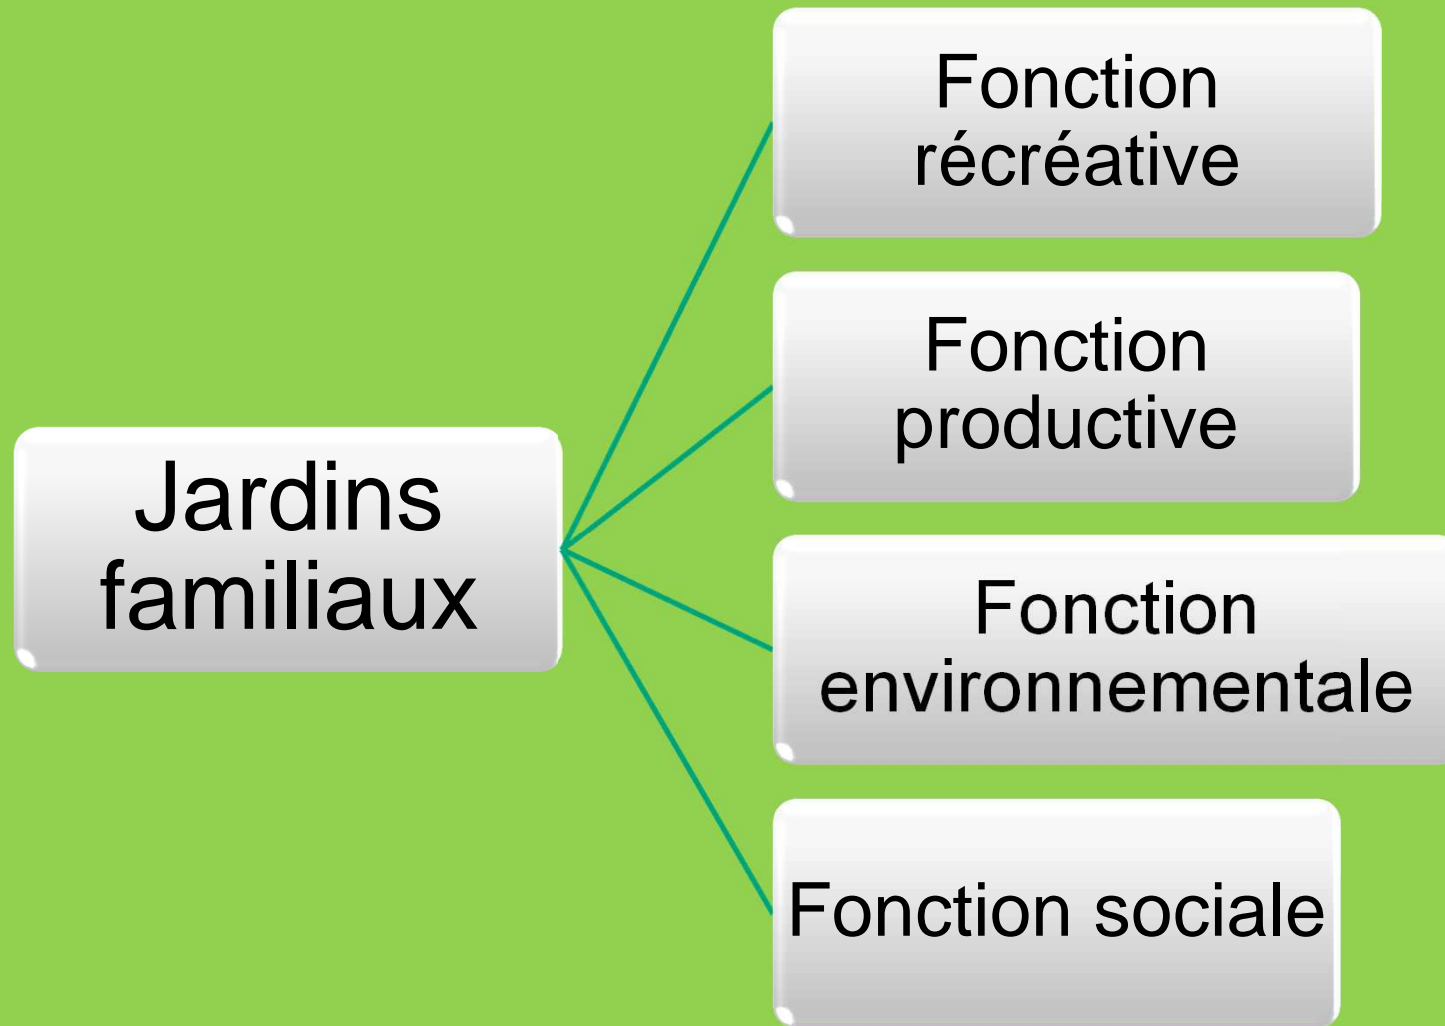 Jardins
familiaux
Fonction
récréative
Fonction
productive
Fonction
environnementale
Fonction sociale